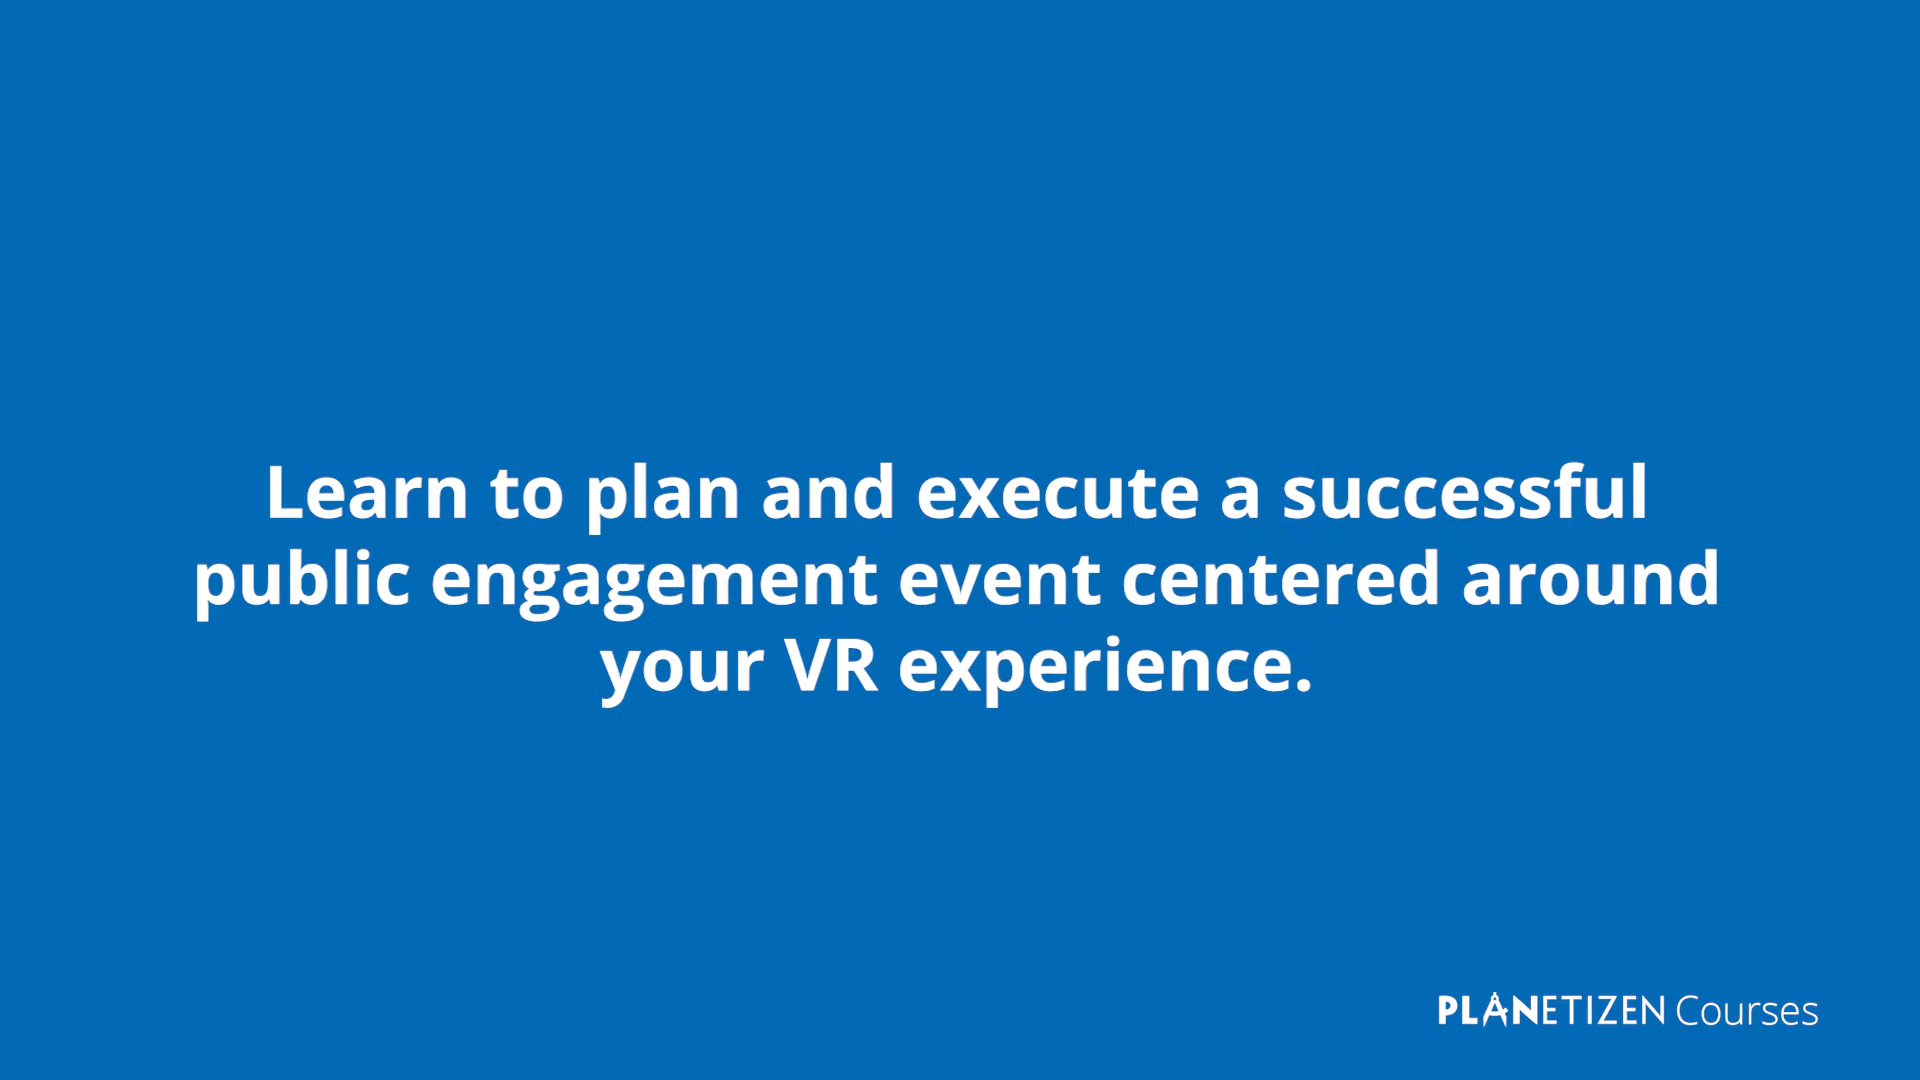 Learn to plan and execute a successful
public engagement event centered around
your VR experience.
PLANETIZEN Courses